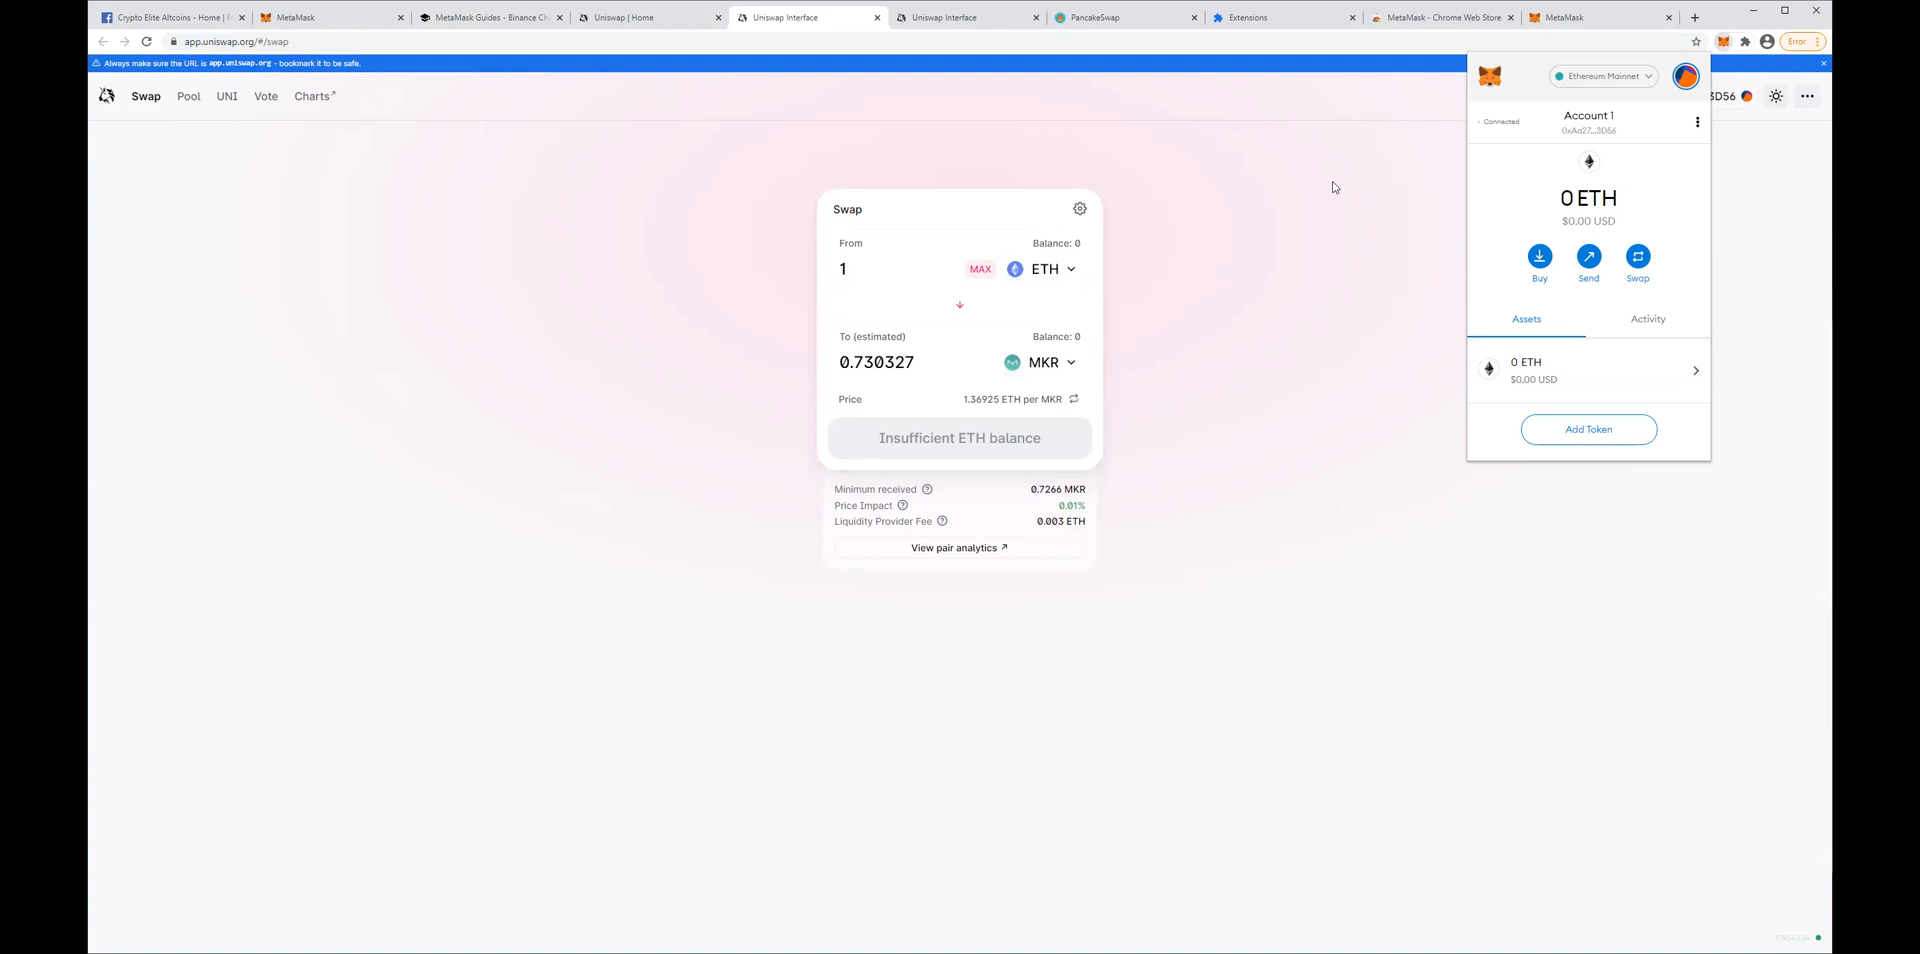 Crypto Elite Altcoins - Home | F
MetaMask
MetaMask Guides - Binance Ch
Uniswap | Home
Uniswap Interface
Uniswap Interface
PancakeSwap
Extensions
MetaMask - Chrome Web Store
MetaMask
app.uniswap.org/#/swap
Error
Always make sure the URL is app.uniswap.org - bookmark it to be safe.
Swap
Pool
UNI
Vote
Charts↗
3D56
Ethereum Mainnet
Connected
Account 1
0xAa27...3D56
0 ETH
$0.00 USD
Buy
Send
Swap
Assets
Activity
0 ETH
$0.00 USD
Add Token
Swap
From
Balance: 0
1
MAX
ETH
To (estimated)
Balance: 0
0.730327
MKR
Price
1.36925 ETH per MKR
Insufficient ETH balance
Minimum received
0.7266 MKR
Price Impact
0.01%
Liquidity Provider Fee
0.003 ETH
View pair analytics ↗